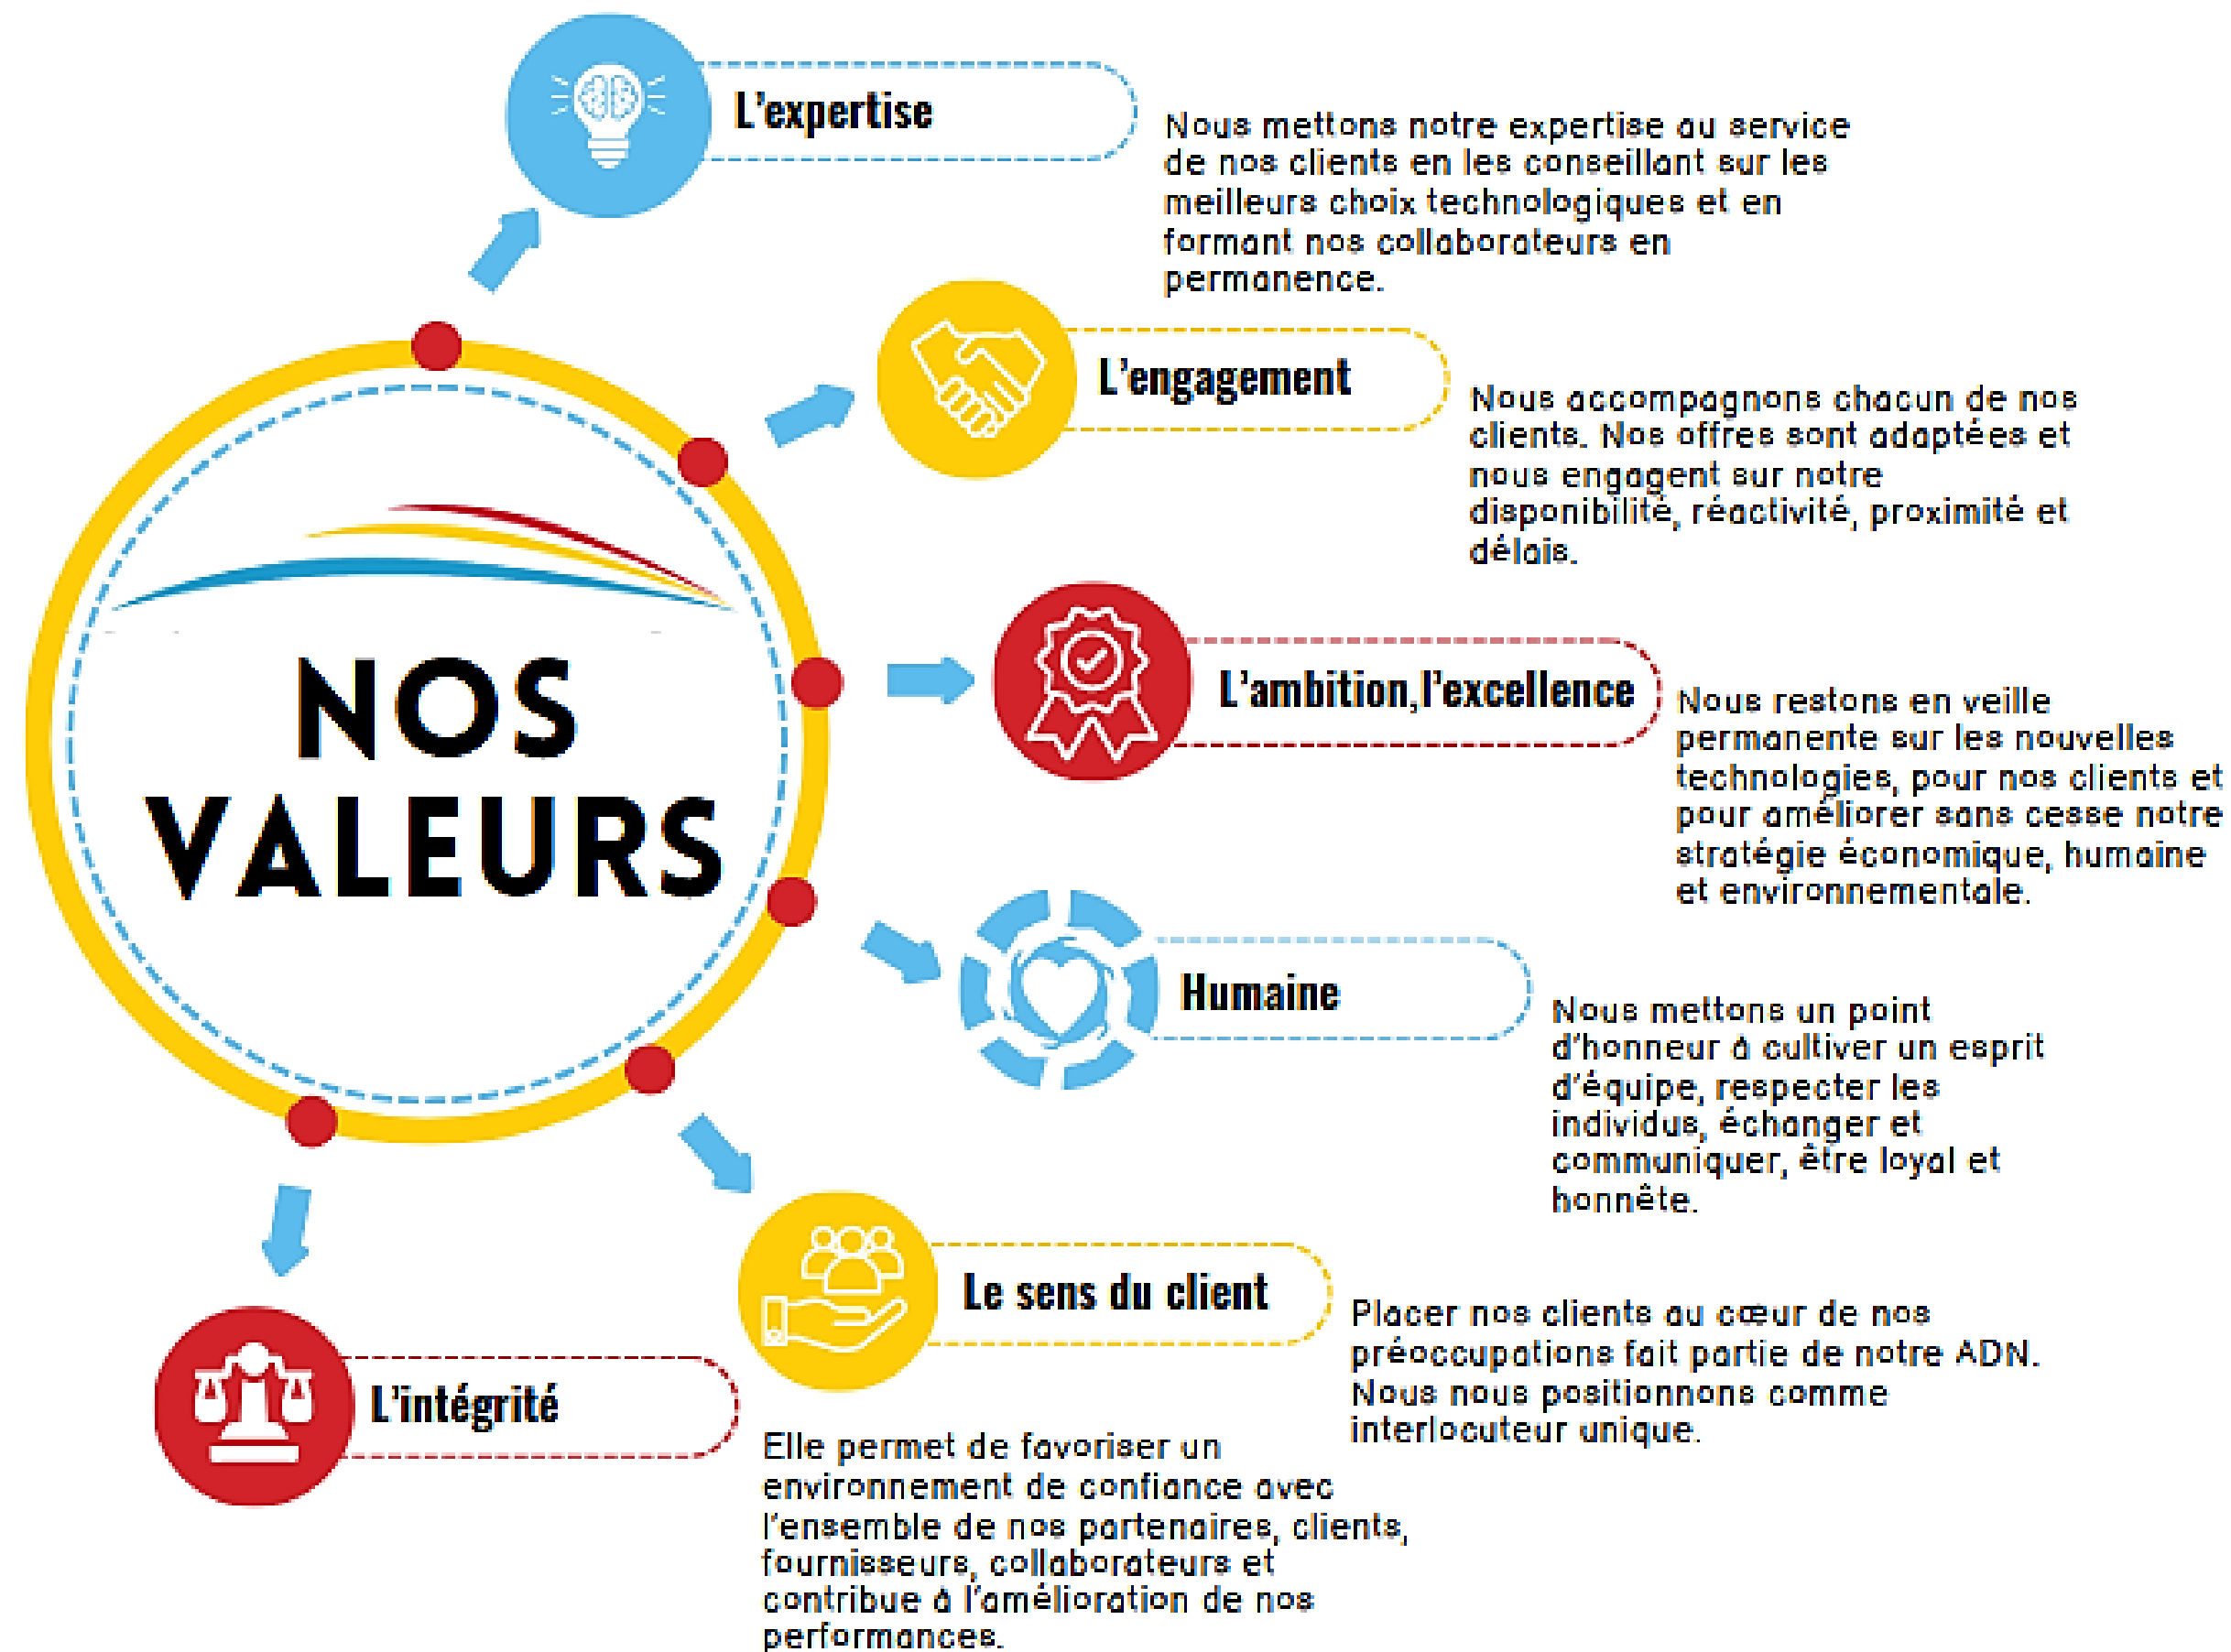 L'expertise
Nous mettons notre expertise au service
de nos clients en les conseillant sur les
meilleurs choix technologiques et en
formant nos collaborateurs en
permanence.
L'engagement
Nous accompagnons chacun de nos
clients. Nos offres sont adaptées et
nous engagent sur notre
disponibilité, réactivité, proximité et
délais.
NOS
VALEURS
L'ambition,l'excellence
Nous restons en veille
permanente sur les nouvelles
technologies, pour nos clients et
pour améliorer sans cesse notre
stratégie économique, humaine
et environnementale.
Humaine
Nous mettons un point
d'honneur à cultiver un esprit
d'équipe, respecter les
individus, échanger et
communiquer, être loyal et
honnête.
Le sens du client
Placer nos clients au cœur de nos
préoccupations fait partie de notre ADN.
Nous nous positionnons comme
interlocuteur unique.
L'intégrité
Elle permet de favoriser un
environnement de confiance avec
l'ensemble de nos partenaires, clients,
fournisseurs, collaborateurs et
contribue à l'amélioration de nos
performances.